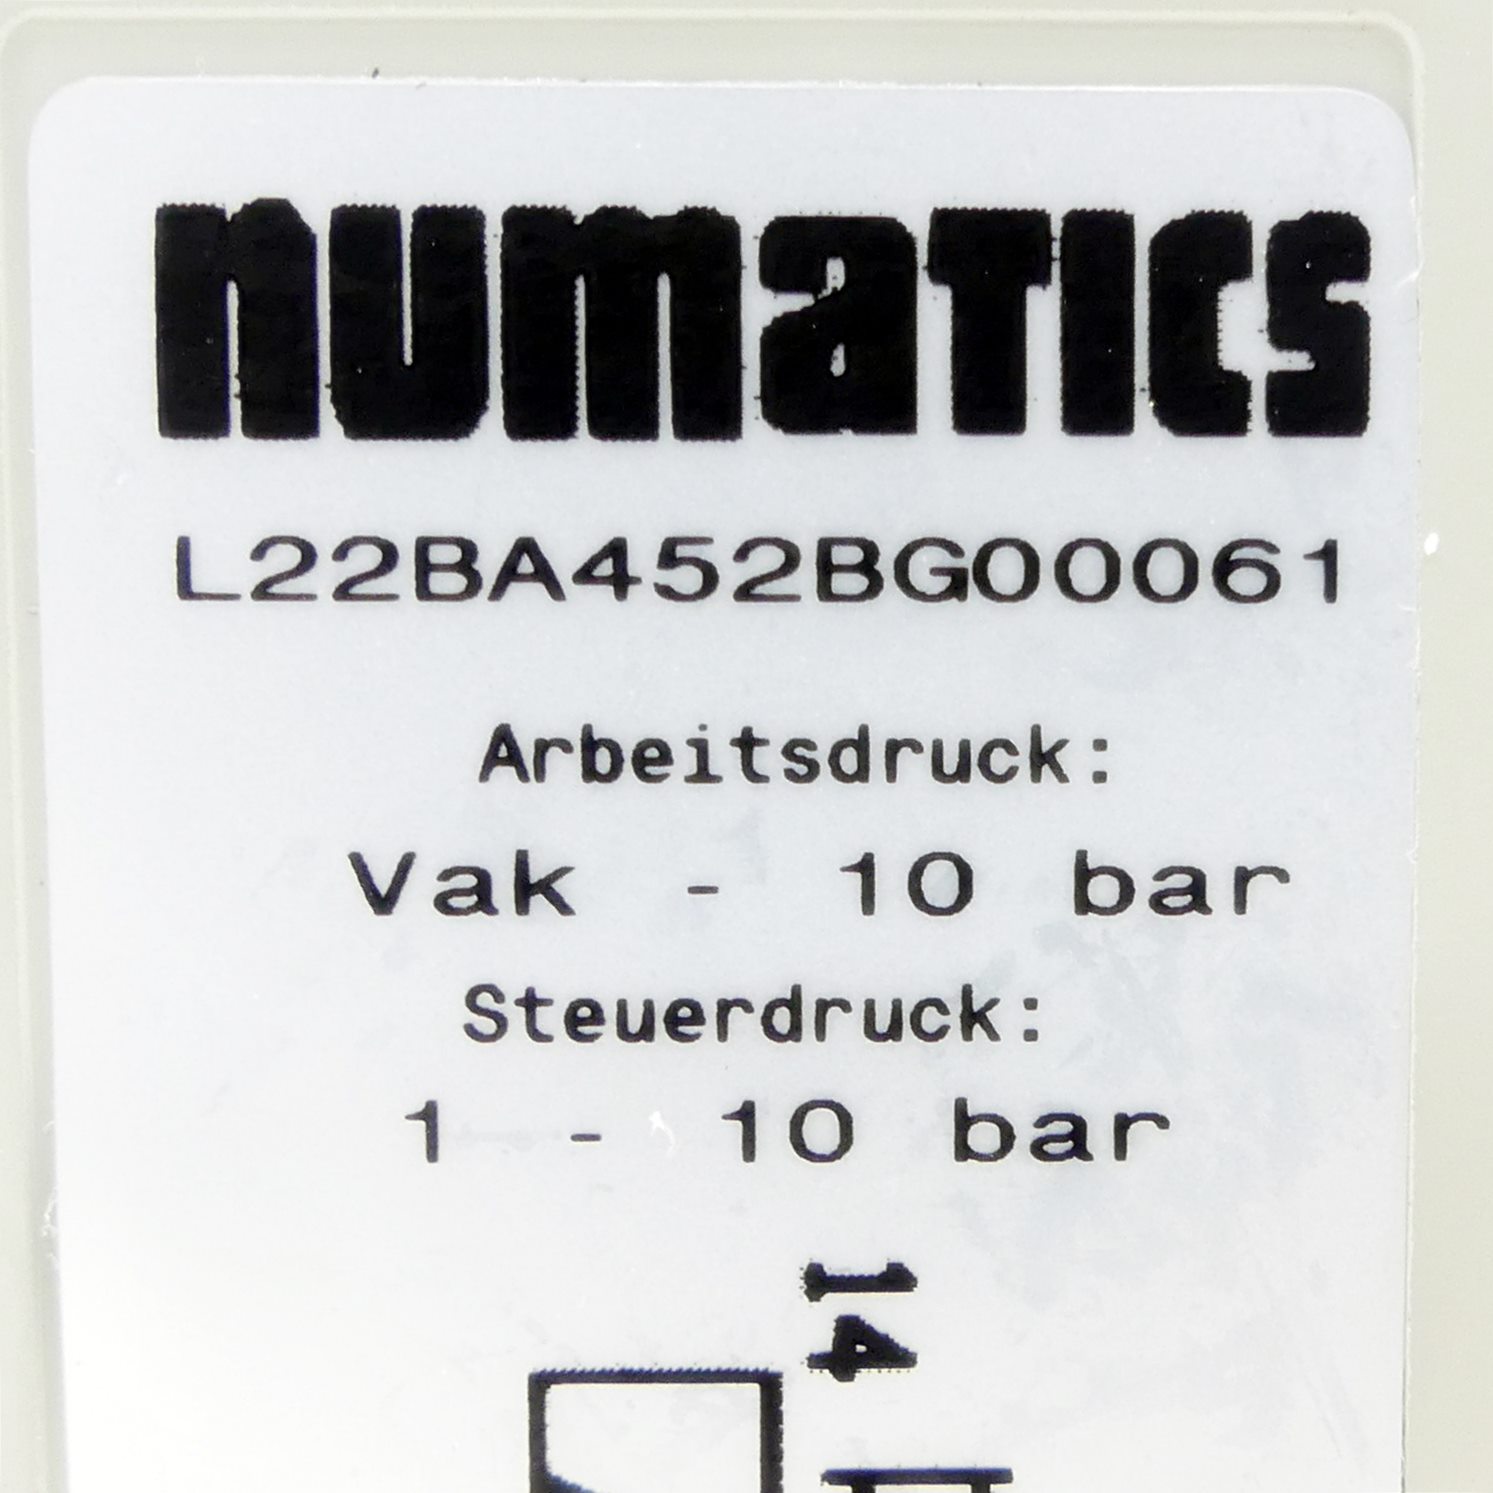 numatics
L22BA452BG00061
Arbeitsdruck:
Vak - 10 bar
Steuerdruck:
1 - 10 bar
14